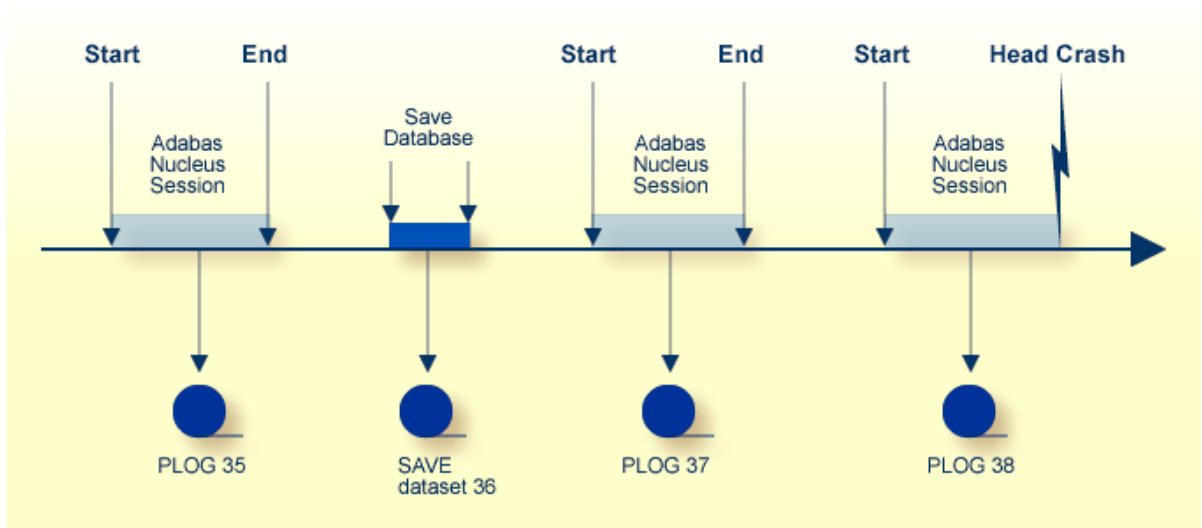 Start
End
Start
End
Start
Head Crash
Adabas
Nucleus
Session
Save
Database
Adabas
Nucleus
Session
Adabas
Nucleus
Session
PLOG 35
SAVE
dataset 36
PLOG 37
PLOG 38